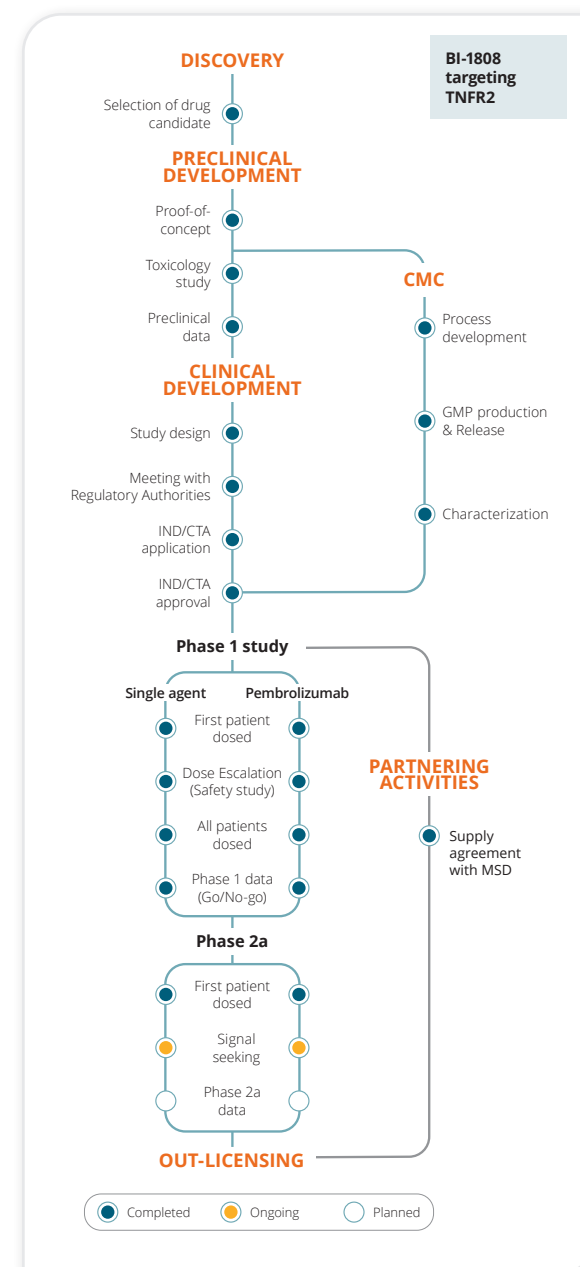 BI-1808
targeting
TNFR2
DISCOVERY
Selection of drug
candidate
PRECLINICAL
DEVELOPMENT
Proof-of-
concept
Toxicology
study
Preclinical
data
CMC
Process
development
GMP production
& Release
Characterization
CLINICAL
DEVELOPMENT
Study design
Meeting with
Regulatory Authorities
IND/CTA
application
IND/CTA
approval
Phase 1 study
Single agent
Pembrolizumab
First patient
dosed
Dose Escalation
(Safety study)
All patients
dosed
Phase 1 data
(Go/No-go)
PARTNERING
ACTIVITIES
Supply
agreement
with MSD
Phase 2a
First patient
dosed
Signal
seeking
Phase 2a
data
OUT-LICENSING
Completed
Ongoing
Planned